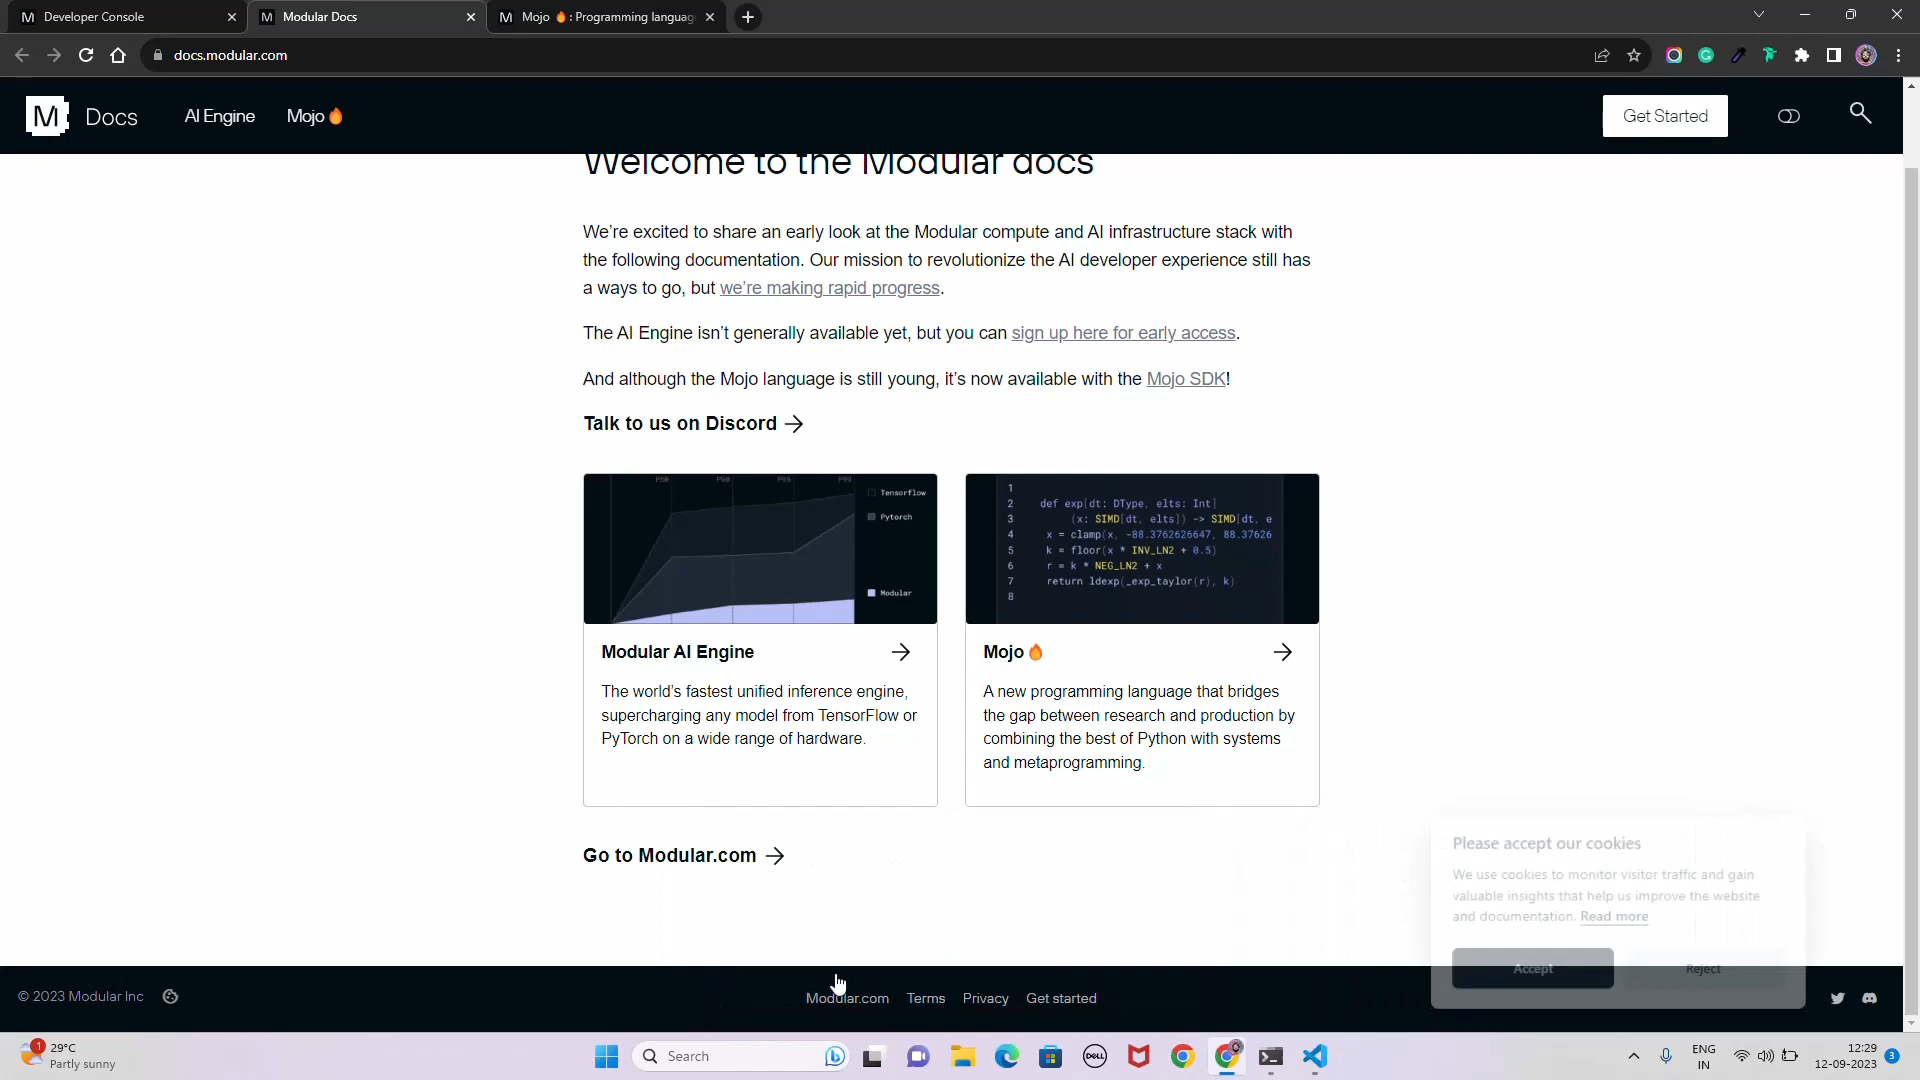 M Developer Console
M Modular Docs
M Mojo 🔥: Programming languag
docs.modular.com
M Docs
AI Engine
Mojo🔥
Get Started
Welcome to the Modular docs
We're excited to share an early look at the Modular compute and AI infrastructure stack with
the following documentation. Our mission to revolutionize the AI developer experience still has
a ways to go, but we're making rapid progress.
The AI Engine isn't generally available yet, but you can sign up here for early access.
And although the Mojo language is still young, it's now available with the Mojo SDK!
Talk to us on Discord →
P50 P90 P95 P99
Tensorflow
Pytorch
Modular
1
2 def exp[dt: DType, elts: Int]
3 (x: SIMD[dt, elts]) -> SIMD[dt, e
4 x = clamp(x, -88.3762626647, 88.37626
5 k = floor(x * INV_LN2 + 0.5)
6 r = k * NEG_LN2 + x
7 return ldexp(_exp_taylor(r), k)
8
Modular AI Engine →
The world's fastest unified inference engine,
supercharging any model from TensorFlow or
PyTorch on a wide range of hardware.
Mojo🔥 →
A new programming language that bridges
the gap between research and production by
combining the best of Python with systems
and metaprogramming.
Go to Modular.com →
Please accept our cookies
We use cookies to monitor visitor traffic and gain
valuable insights that help us improve the website
and documentation. Read more
Accept
Reject
© 2023 Modular Inc
Modular.com
Terms
Privacy
Get started
1
29°C
Partly sunny
Search
DELL
ENG
IN
12:29
12-09-2023
3